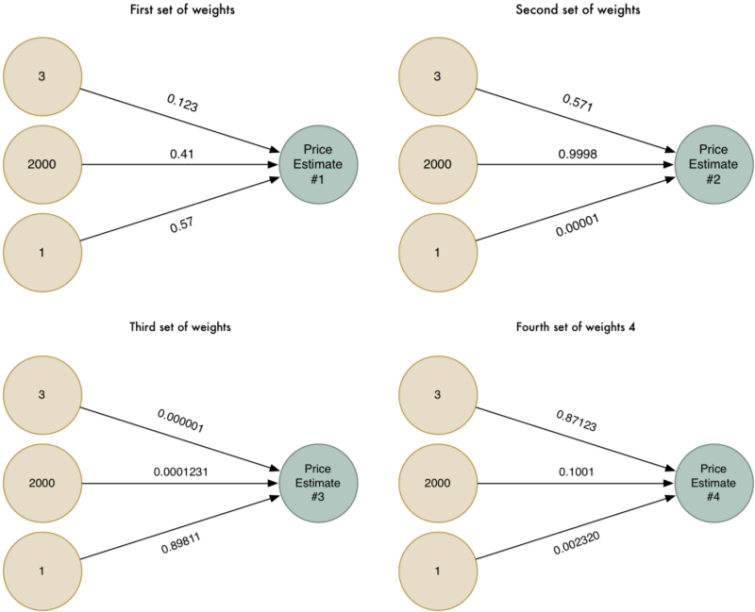 First set of weights
3
0.123
2000
0.41
Price
Estimate
#1
1
0.57
Second set of weights
3
0.571
2000
0.9998
Price
Estimate
#2
1
0.00001
Third set of weights
3
0.000001
2000
0.0001231
Price
Estimate
#3
1
0.89811
Fourth set of weights 4
3
0.87123
2000
0.1001
Price
Estimate
#4
1
0.002320